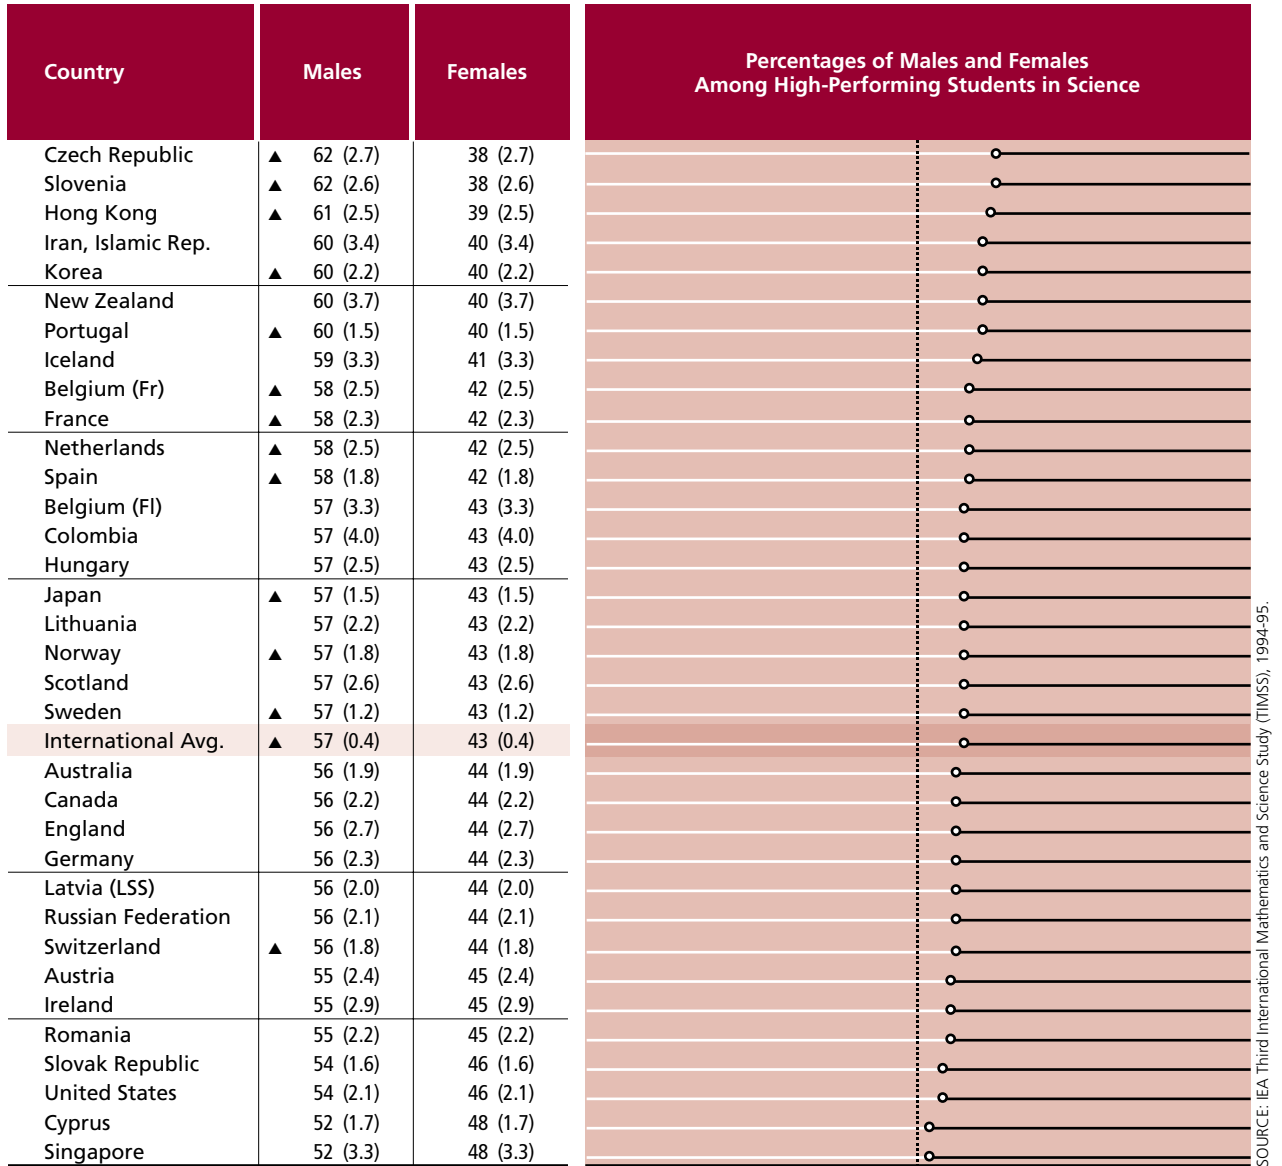 Country Males Females Percentages of Males and Females
Among High-Performing Students in Science
Czech Republic ▲ 62 (2.7) 38 (2.7)
Slovenia ▲ 62 (2.6) 38 (2.6)
Hong Kong ▲ 61 (2.5) 39 (2.5)
Iran, Islamic Rep. 60 (3.4) 40 (3.4)
Korea ▲ 60 (2.2) 40 (2.2)
New Zealand 60 (3.7) 40 (3.7)
Portugal ▲ 60 (1.5) 40 (1.5)
Iceland 59 (3.3) 41 (3.3)
Belgium (Fr) ▲ 58 (2.5) 42 (2.5)
France ▲ 58 (2.3) 42 (2.3)
Netherlands ▲ 58 (2.5) 42 (2.5)
Spain ▲ 58 (1.8) 42 (1.8)
Belgium (Fl) 57 (3.3) 43 (3.3)
Colombia 57 (4.0) 43 (4.0)
Hungary 57 (2.5) 43 (2.5)
Japan ▲ 57 (1.5) 43 (1.5)
Lithuania 57 (2.2) 43 (2.2)
Norway ▲ 57 (1.8) 43 (1.8)
Scotland 57 (2.6) 43 (2.6)
Sweden ▲ 57 (1.2) 43 (1.2)
International Avg. ▲ 57 (0.4) 43 (0.4)
Australia 56 (1.9) 44 (1.9)
Canada 56 (2.2) 44 (2.2)
England 56 (2.7) 44 (2.7)
Germany 56 (2.3) 44 (2.3)
Latvia (LSS) 56 (2.0) 44 (2.0)
Russian Federation 56 (2.1) 44 (2.1)
Switzerland ▲ 56 (1.8) 44 (1.8)
Austria 55 (2.4) 45 (2.4)
Ireland 55 (2.9) 45 (2.9)
Romania 55 (2.2) 45 (2.2)
Slovak Republic 54 (1.6) 46 (1.6)
United States 54 (2.1) 46 (2.1)
Cyprus 52 (1.7) 48 (1.7)
Singapore 52 (3.3) 48 (3.3)
SOURCE: IEA Third International Mathematics and Science Study (TIMSS), 1994-95.